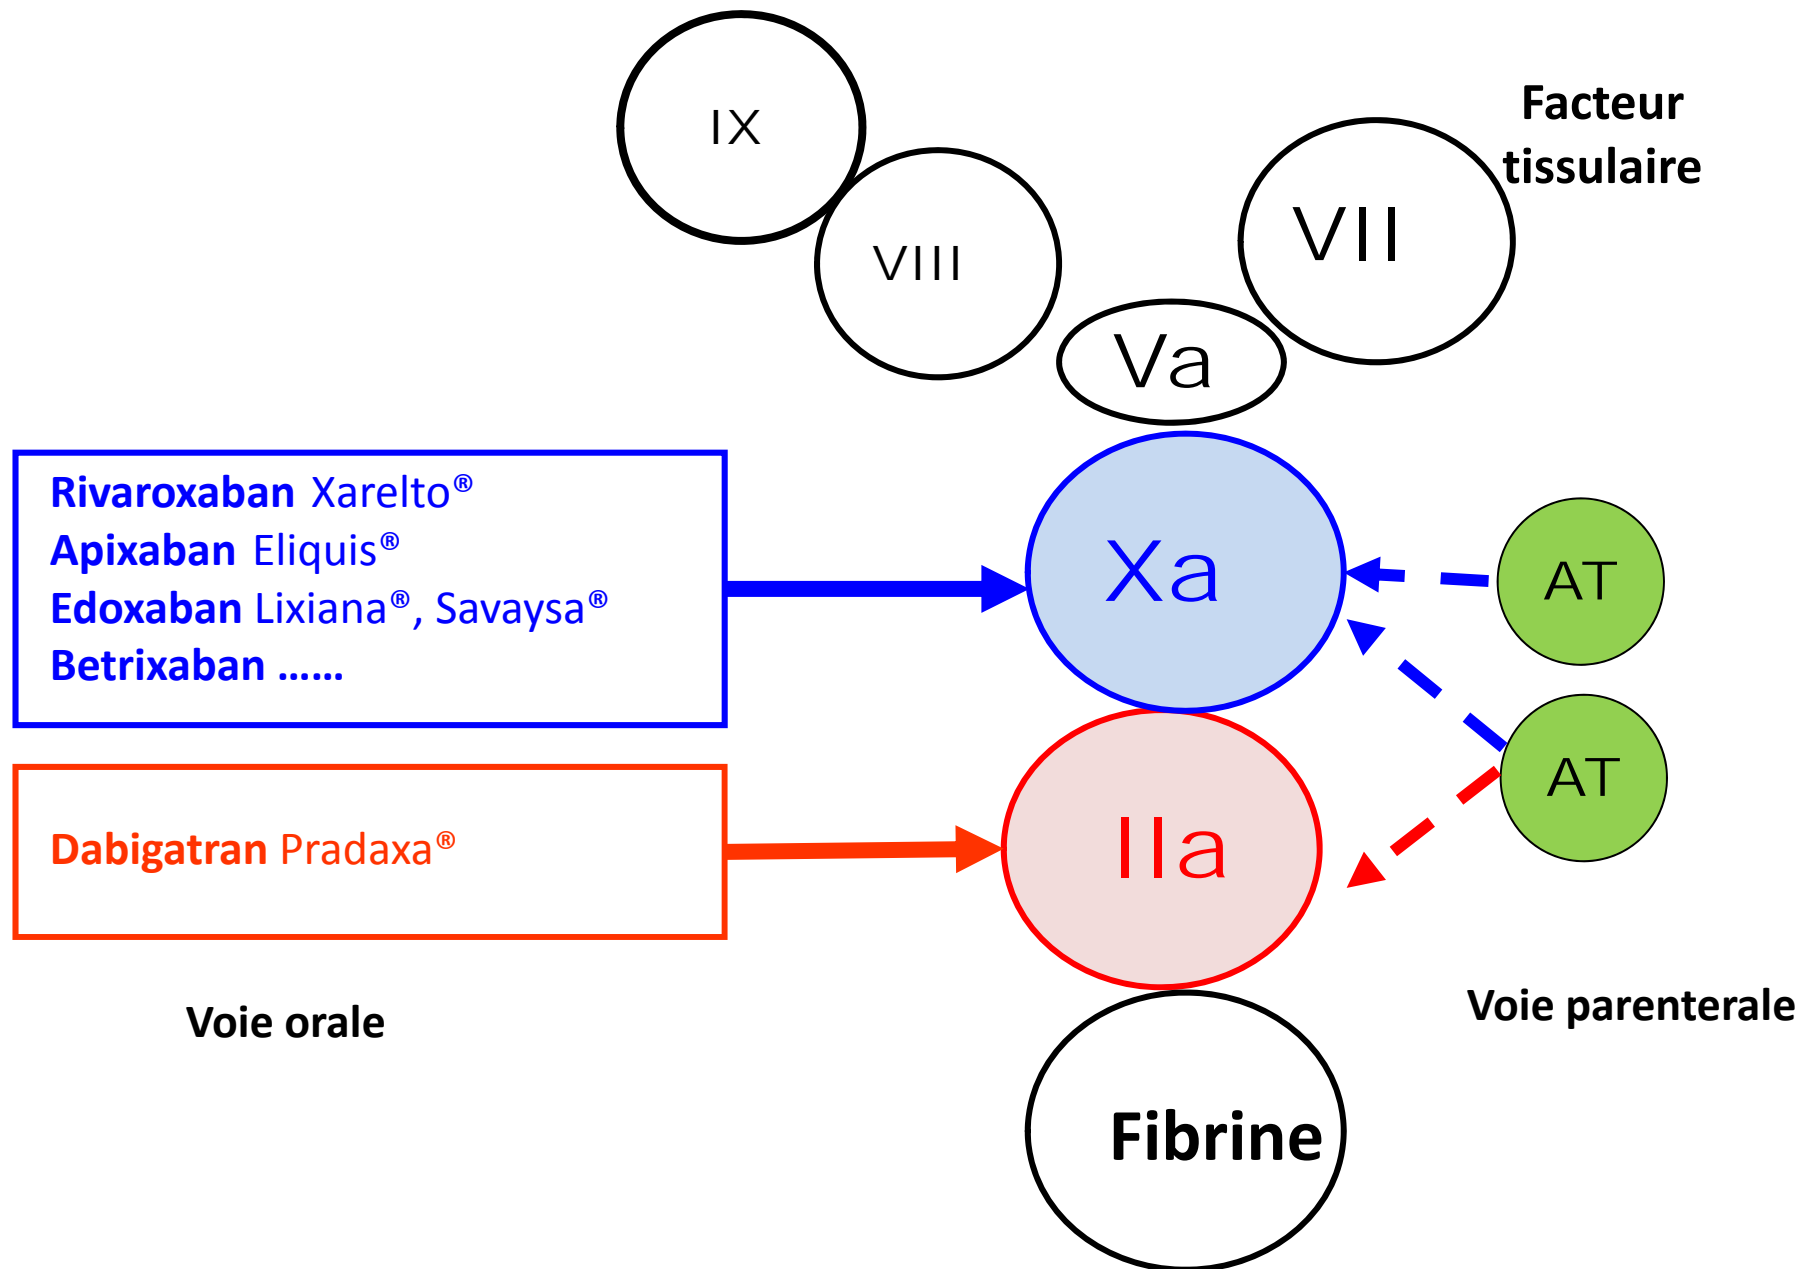 IX
Facteur
tissulaire
VII
VIII
Va
Rivaroxaban Xarelto®
Apixaban Eliquis®
Edoxaban Lixiana®, Savaysa®
Betrixaban ......
Xa
AT
AT
Dabigatran Pradaxa®
IIa
Voie orale
Voie parenterale
Fibrine